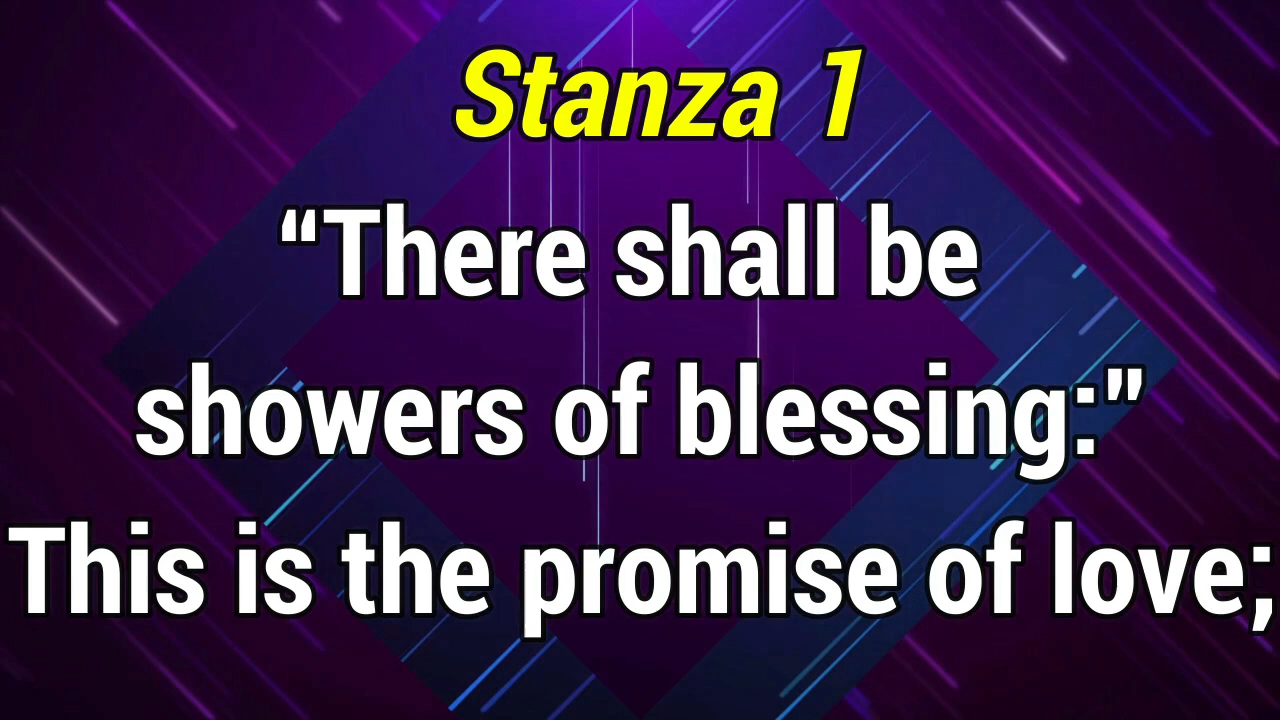 Stanza 1
“There shall be
showers of blessing:”
This is the promise of love;